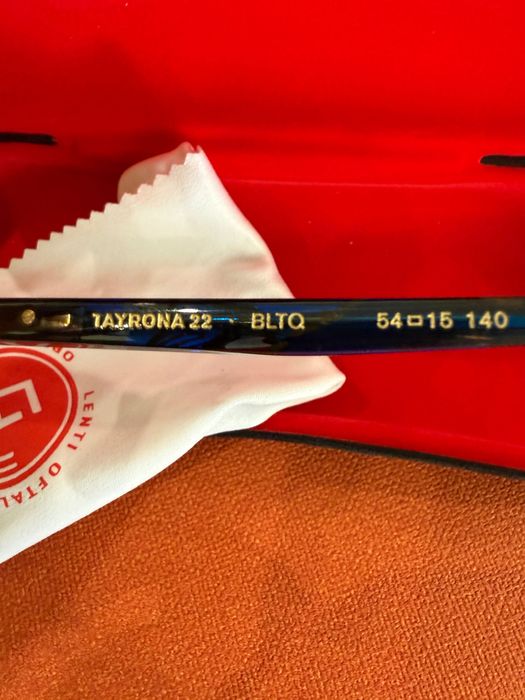 TAYRONA 22 BLTQ 54□15 140
LENTI OFTAL